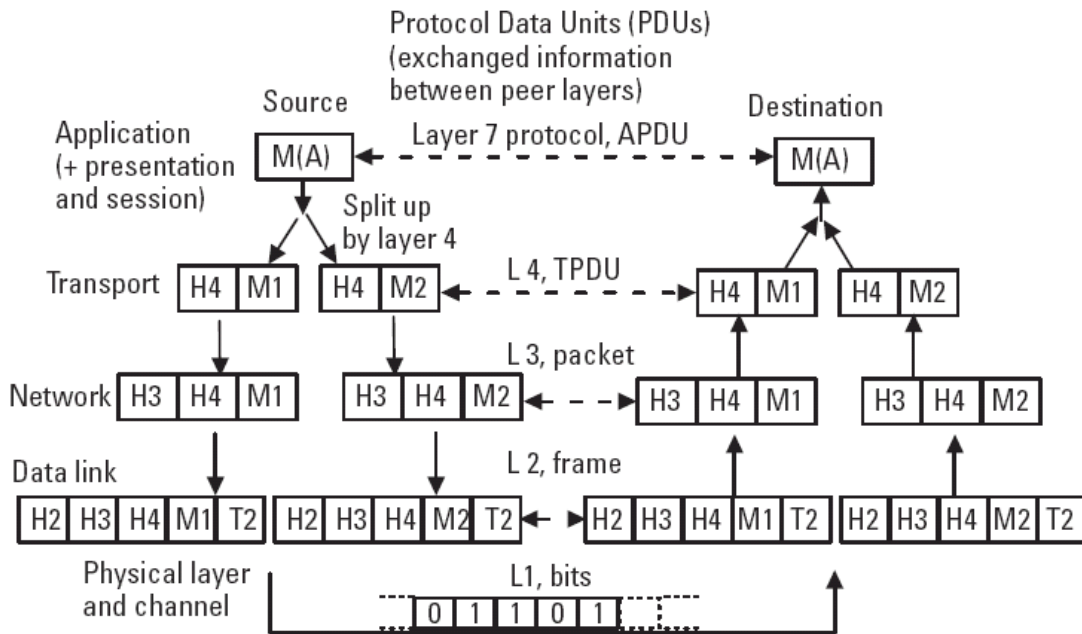 Protocol Data Units (PDUs)
(exchanged information
between peer layers)
Source
Destination
Application
(+ presentation
and session)
M(A)
Layer 7 protocol, APDU
M(A)
Split up
by layer 4
Transport
H4 M1
H4 M2
L 4, TPDU
H4 M1
H4 M2
L 3, packet
Network
H3 H4 M1
H3 H4 M2
H3 H4 M1
H3 H4 M2
Data link
L 2, frame
H2 H3 H4 M1 T2
H2 H3 H4 M2 T2
H2 H3 H4 M1 T2
H2 H3 H4 M2 T2
Physical layer
and channel
L1, bits
0 1 1 0 1